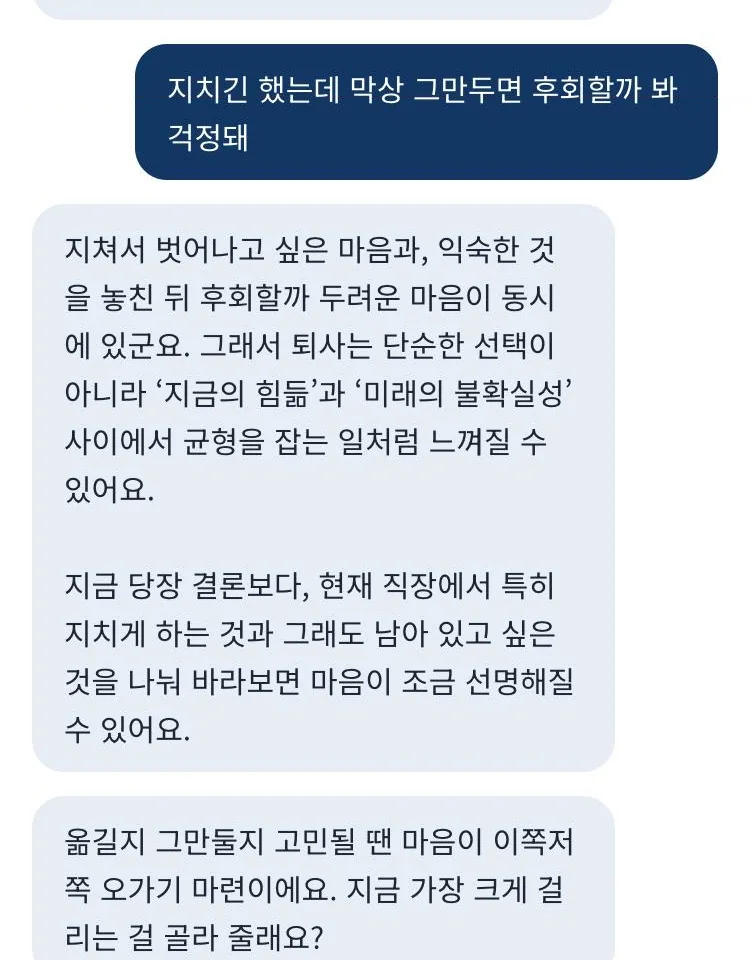 지치긴 했는데 막상 그만두면 후회할까 봐
걱정돼
지쳐서 벗어나고 싶은 마음과, 익숙한 것
을 놓친 뒤 후회할까 두려운 마음이 동시
에 있군요. 그래서 퇴사는 단순한 선택이
아니라 ‘지금의 힘듦’과 ‘미래의 불확실성’
사이에서 균형을 잡는 일처럼 느껴질 수
있어요.
지금 당장 결론보다, 현재 직장에서 특히
지치게 하는 것과 그래도 남아 있고 싶은
것을 나눠 바라보면 마음이 조금 선명해질
수 있어요.
옮길지 그만둘지 고민될 땐 마음이 이쪽저
쪽 오가기 마련이에요. 지금 가장 크게 걸
리는 걸 골라 줄래요?